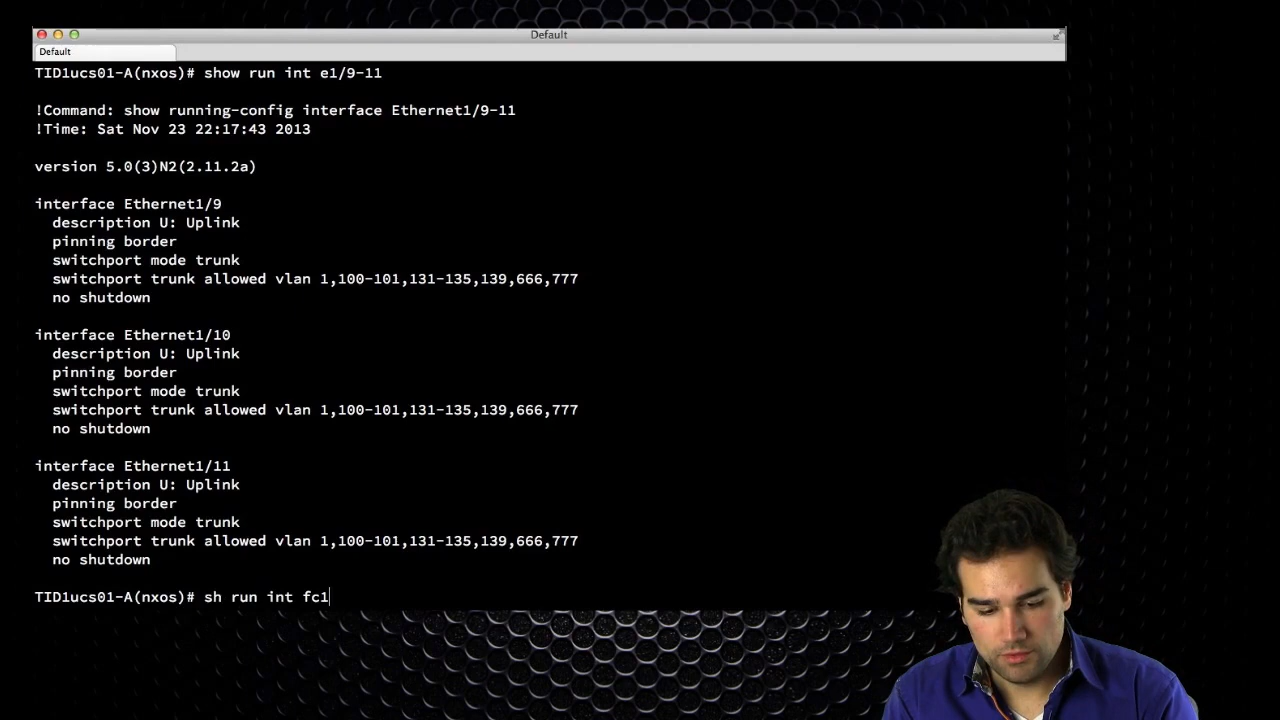 Default
Default
TID1ucs01-A(nxos)# show run int e1/9-11
!Command: show running-config interface Ethernet1/9-11
!Time: Sat Nov 23 22:17:43 2013
version 5.0(3)N2(2.11.2a)
interface Ethernet1/9
  description U: Uplink
  pinning border
  switchport mode trunk
  switchport trunk allowed vlan 1,100-101,131-135,139,666,777
  no shutdown
interface Ethernet1/10
  description U: Uplink
  pinning border
  switchport mode trunk
  switchport trunk allowed vlan 1,100-101,131-135,139,666,777
  no shutdown
interface Ethernet1/11
  description U: Uplink
  pinning border
  switchport mode trunk
  switchport trunk allowed vlan 1,100-101,131-135,139,666,777
  no shutdown
TID1ucs01-A(nxos)# sh run int fc1